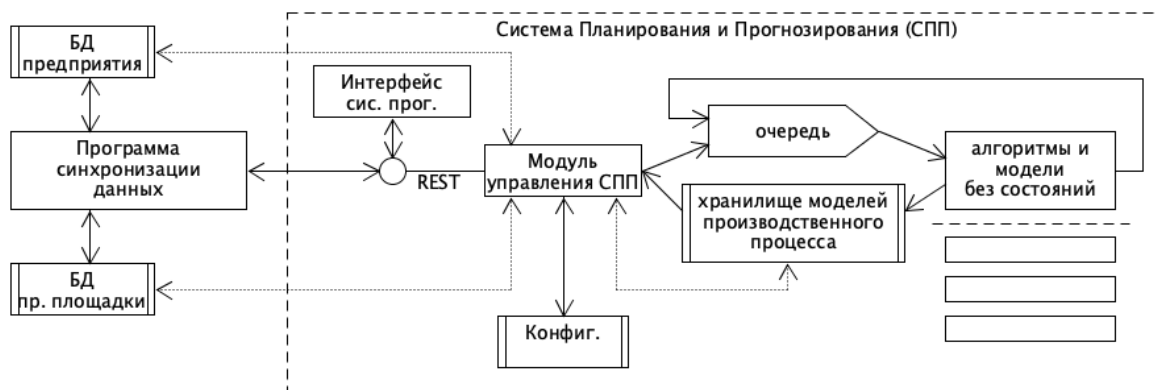 Система Планирования и Прогнозирования (СПП)
БД
предприятия
Интерфейс
сис. прог.
очередь
Программа
синхронизации
данных
REST
Модуль
управления СПП
алгоритмы и
модели
без состояний
хранилище моделей
производственного
процесса
БД
пр. площадки
Конфиг.